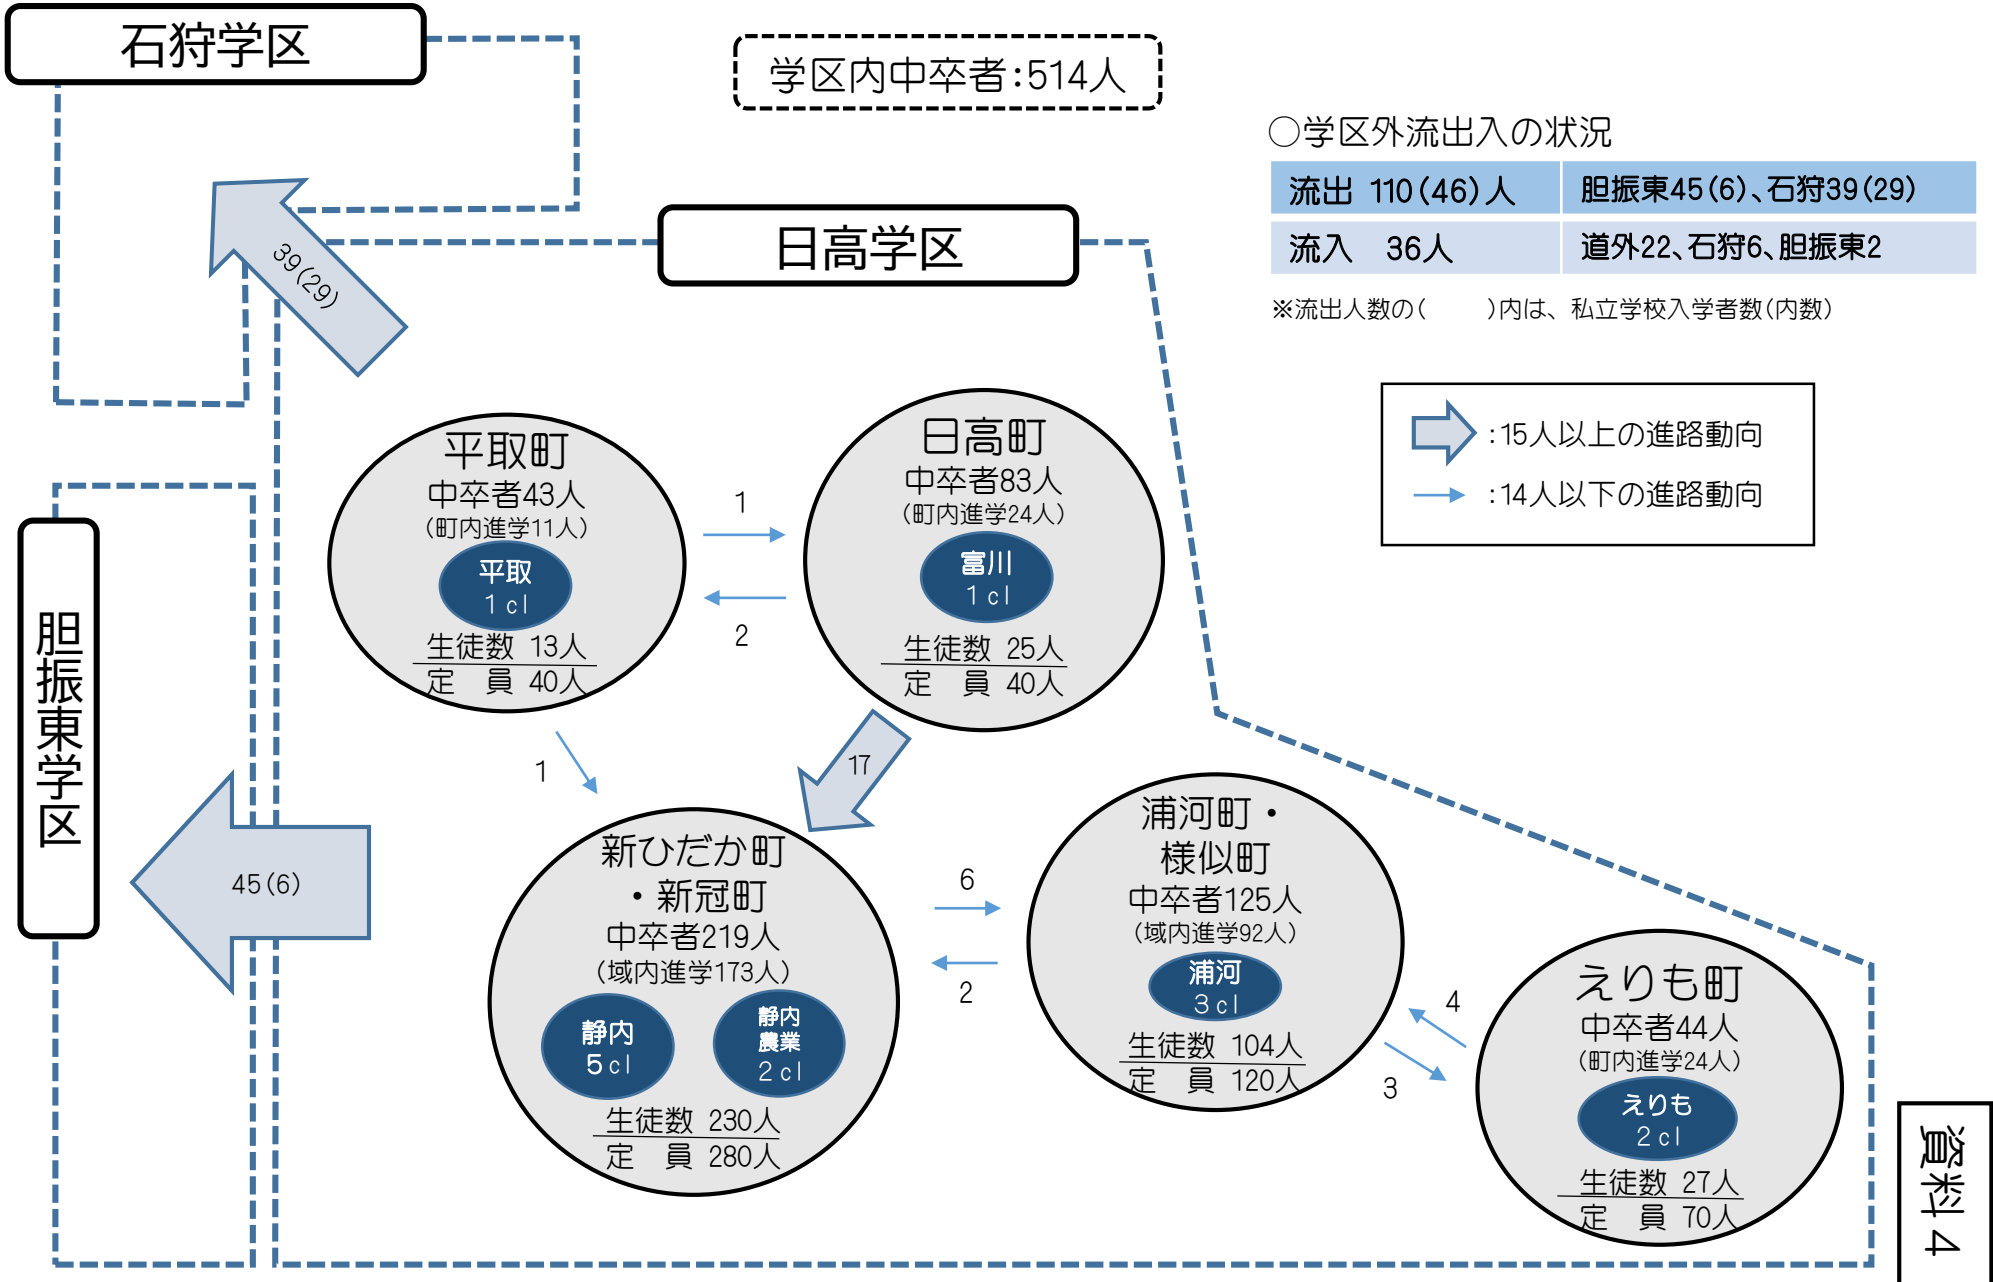 石狩学区
学区内中卒者:514人
○学区外流出入の状況
流出 110(46)人 胆振東45(6)、石狩39(29)
流入 36人 道外22、石狩6、胆振東2
※流出人数の( )内は、私立学校入学者数(内数)
39(29)
日高学区
:15人以上の進路動向
:14人以下の進路動向
平取町
中卒者43人
(町内進学11人)
平取
1cl
生徒数 13人
定 員 40人
1
2
日高町
中卒者83人
(町内進学24人)
富川
1cl
生徒数 25人
定 員 40人
胆振東学区
45(6)
1
17
新ひだか町
・新冠町
中卒者219人
(域内進学173人)
静内
5cl
静内
農業
2cl
生徒数 230人
定 員 280人
6
2
浦河町・
様似町
中卒者125人
(域内進学92人)
浦河
3cl
生徒数 104人
定 員 120人
4
3
えりも町
中卒者44人
(町内進学24人)
えりも
2cl
生徒数 27人
定 員 70人
資料4